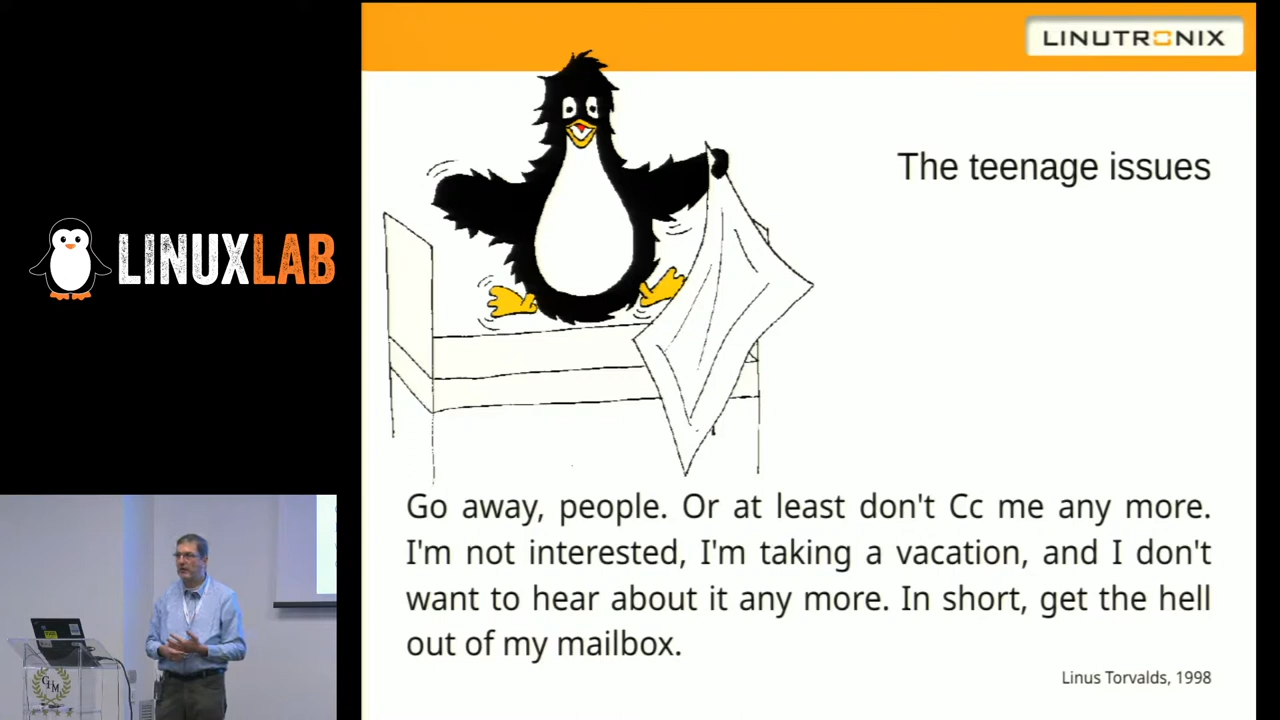 LINUTRONIX
The teenage issues
LINUXLAB
Go away, people. Or at least don't Cc me any more.
I'm not interested, I'm taking a vacation, and I don't
want to hear about it any more. In short, get the hell
out of my mailbox.
Linus Torvalds, 1998